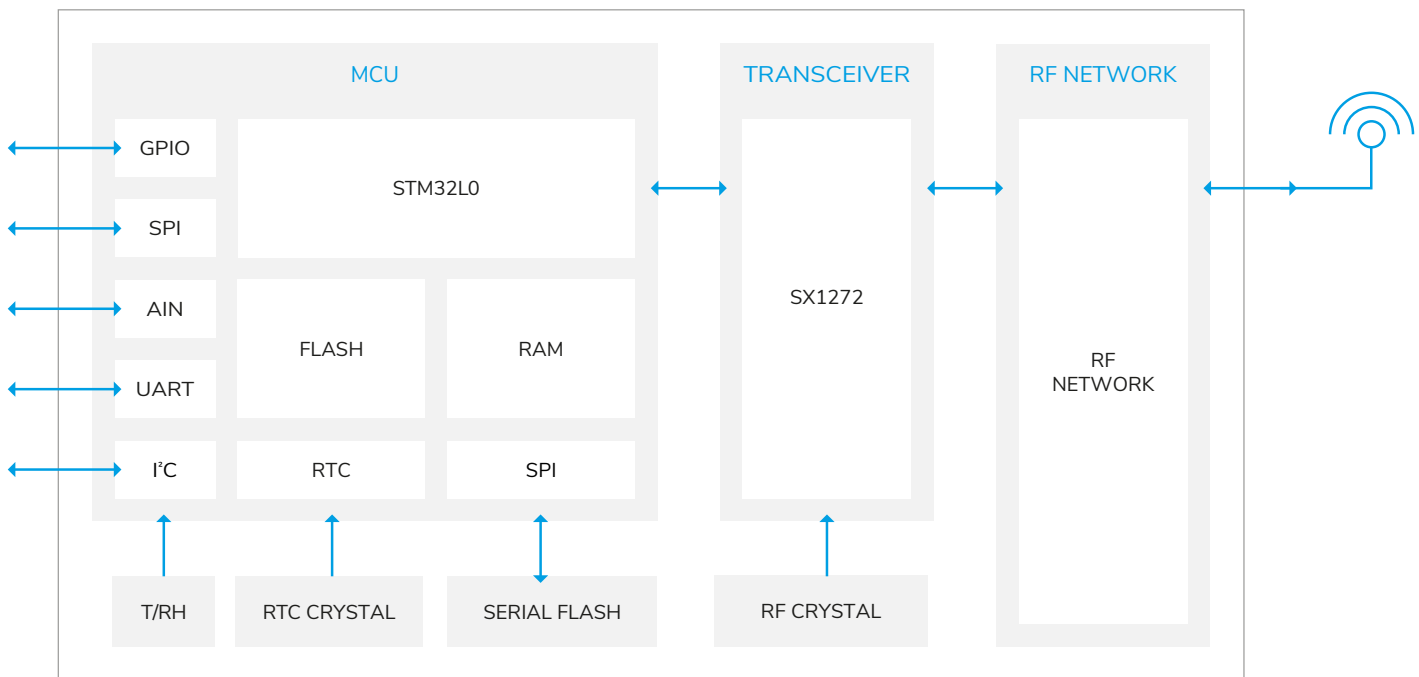 MCU
TRANSCEIVER
RF NETWORK
GPIO
STM32L0
SPI
AIN
SX1272
FLASH
RAM
RF
NETWORK
UART
I²C
RTC
SPI
T/RH
RTC CRYSTAL
SERIAL FLASH
RF CRYSTAL